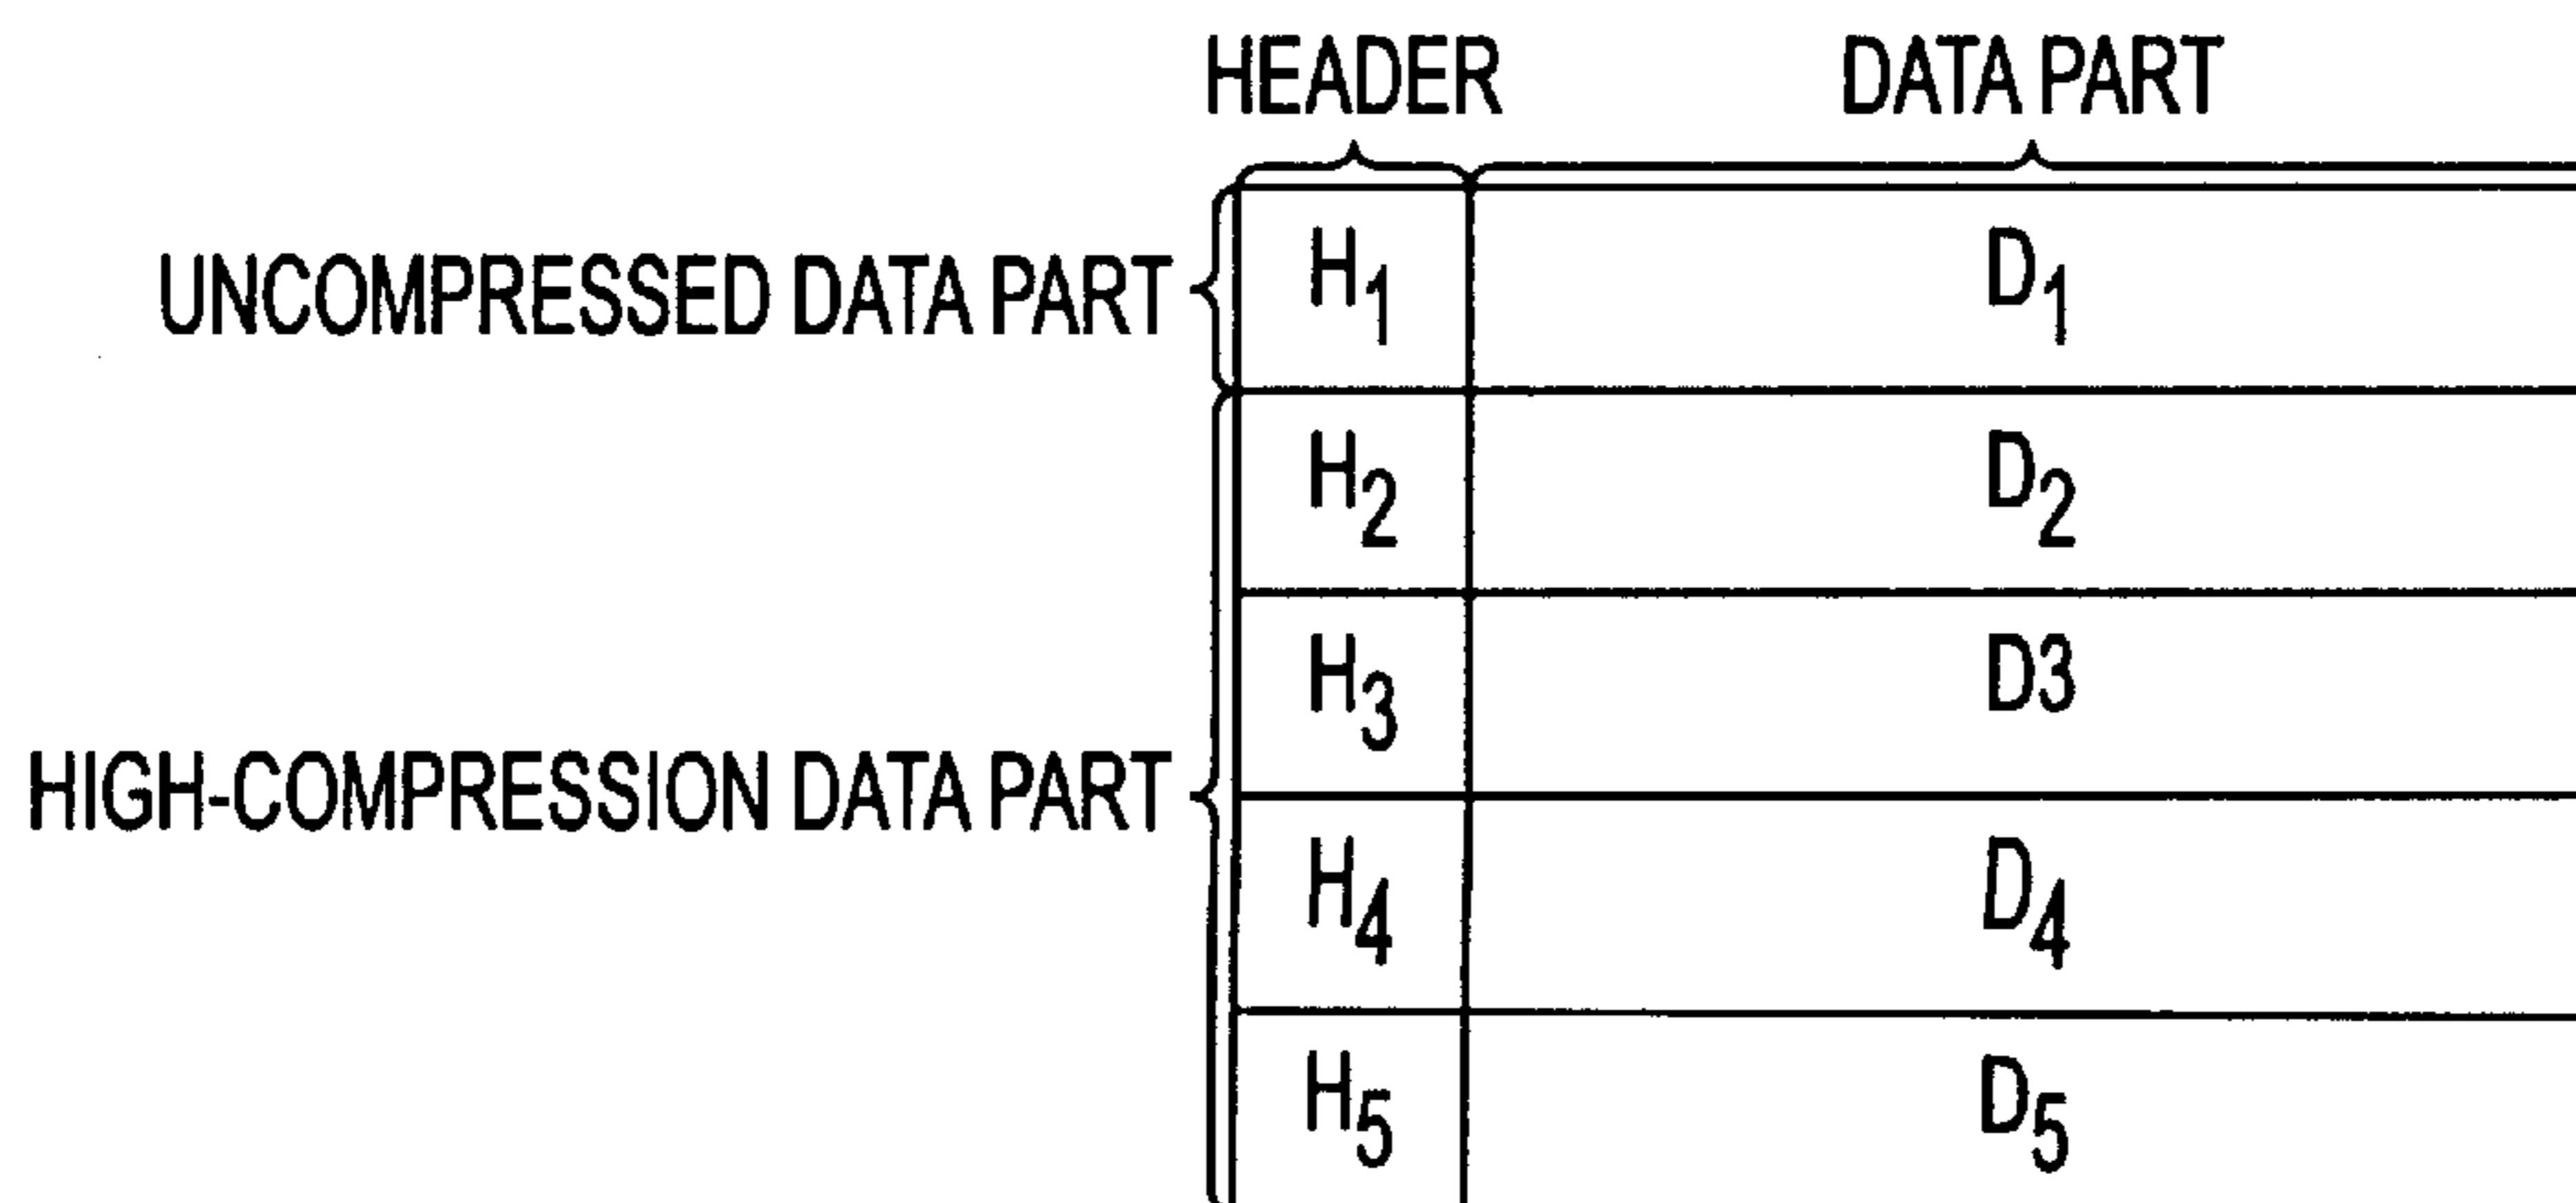 HEADER DATA PART
UNCOMPRESSED DATA PART H1 D1
H2 D2
H3 D3
HIGH-COMPRESSION DATA PART
H4 D4
H5 D5